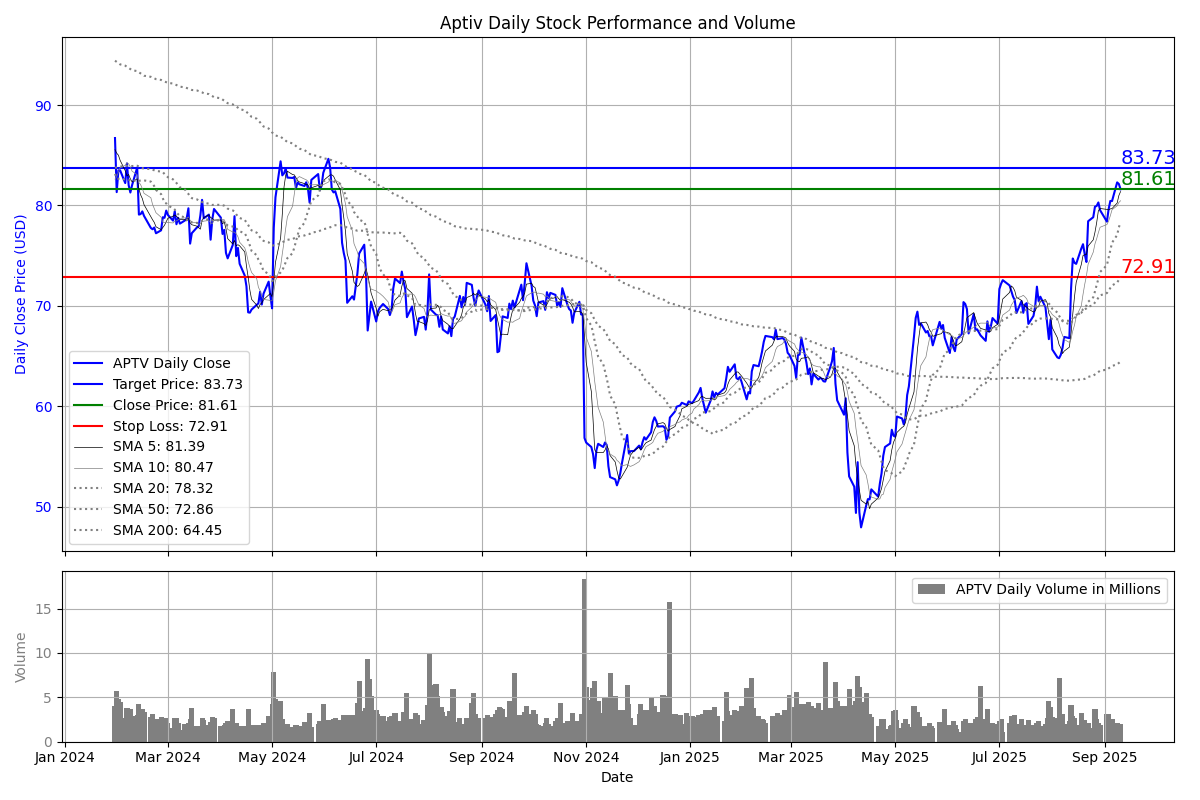 Aptiv Daily Stock Performance and Volume
Daily Close Price (USD)
90
80
70
60
50
83.73
81.61
72.91
APTV Daily Close
Target Price: 83.73
Close Price: 81.61
Stop Loss: 72.91
SMA 5: 81.39
SMA 10: 80.47
SMA 20: 78.32
SMA 50: 72.86
SMA 200: 64.45
Volume
15
10
5
0
APTV Daily Volume in Millions
Jan 2024 Mar 2024 May 2024 Jul 2024 Sep 2024 Nov 2024 Jan 2025 Mar 2025 May 2025 Jul 2025 Sep 2025
Date